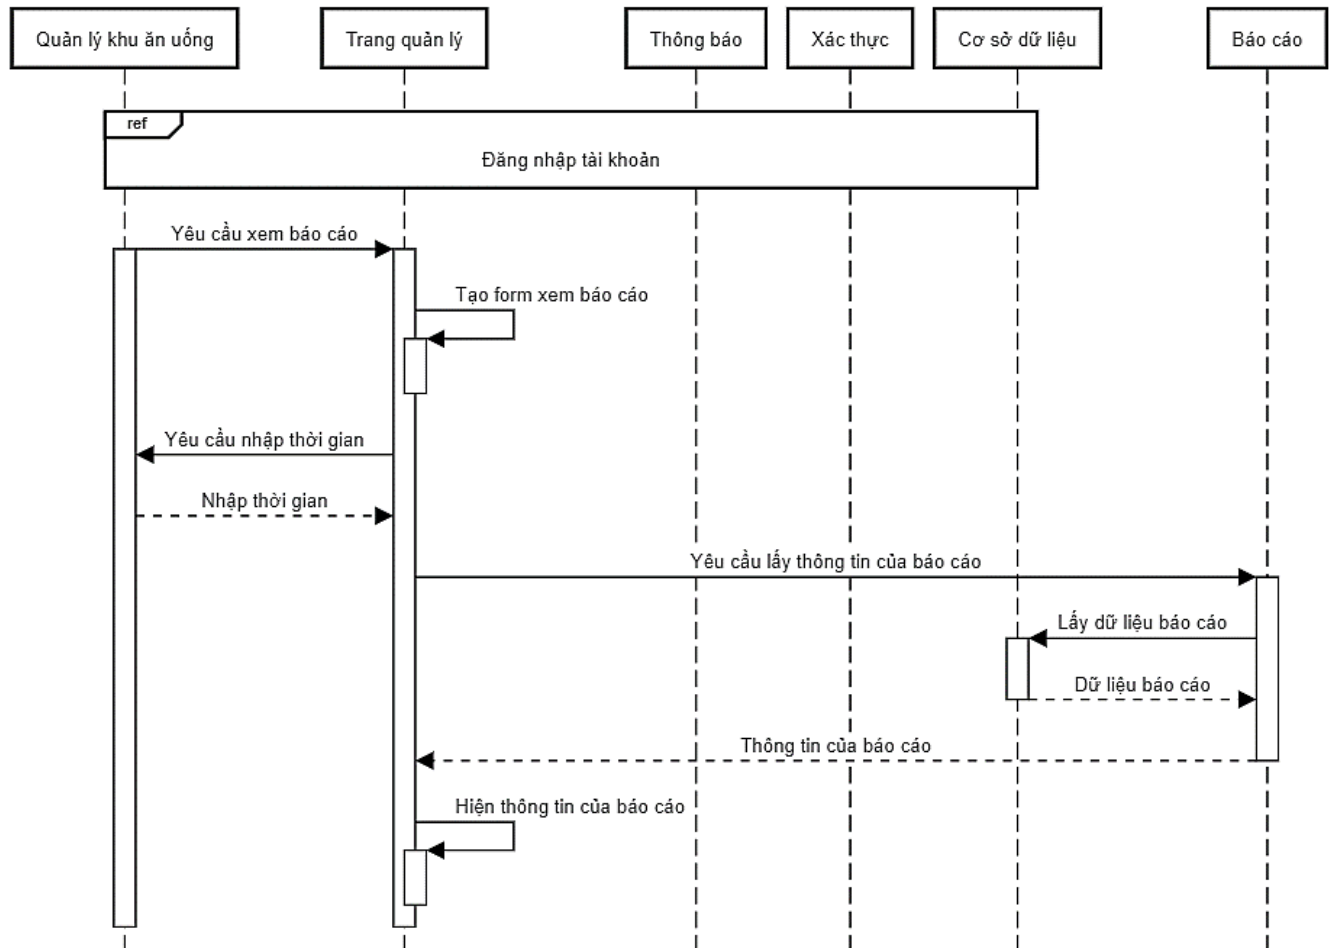 Quản lý khu ăn uống
Trang quản lý
Thông báo
Xác thực
Cơ sở dữ liệu
Báo cáo
ref
Đăng nhập tài khoản
Yêu cầu xem báo cáo
Tạo form xem báo cáo
Yêu cầu nhập thời gian
Nhập thời gian
Yêu cầu lấy thông tin của báo cáo
Lấy dữ liệu báo cáo
Dữ liệu báo cáo
Thông tin của báo cáo
Hiện thông tin của báo cáo